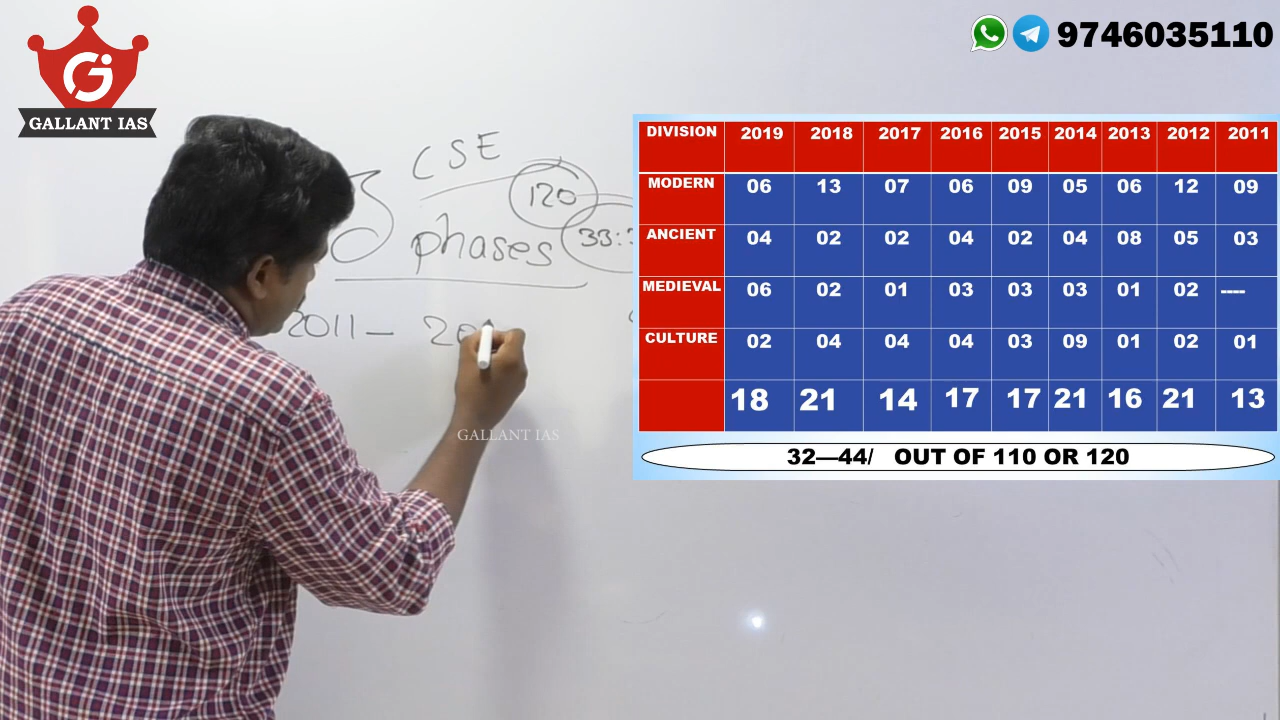 GALLANT IAS
9746035110
CSE
120
phases
33:
2011 – 20
GALLANT IAS
DIVISION 2019 2018 2017 2016 2015 2014 2013 2012 2011
MODERN 06 13 07 06 09 05 06 12 09
ANCIENT 04 02 02 04 02 04 08 05 03
MEDIEVAL 06 02 01 03 03 03 01 02 ----
CULTURE 02 04 04 04 03 09 01 02 01
18 21 14 17 17 21 16 21 13
32—44/ OUT OF 110 OR 120